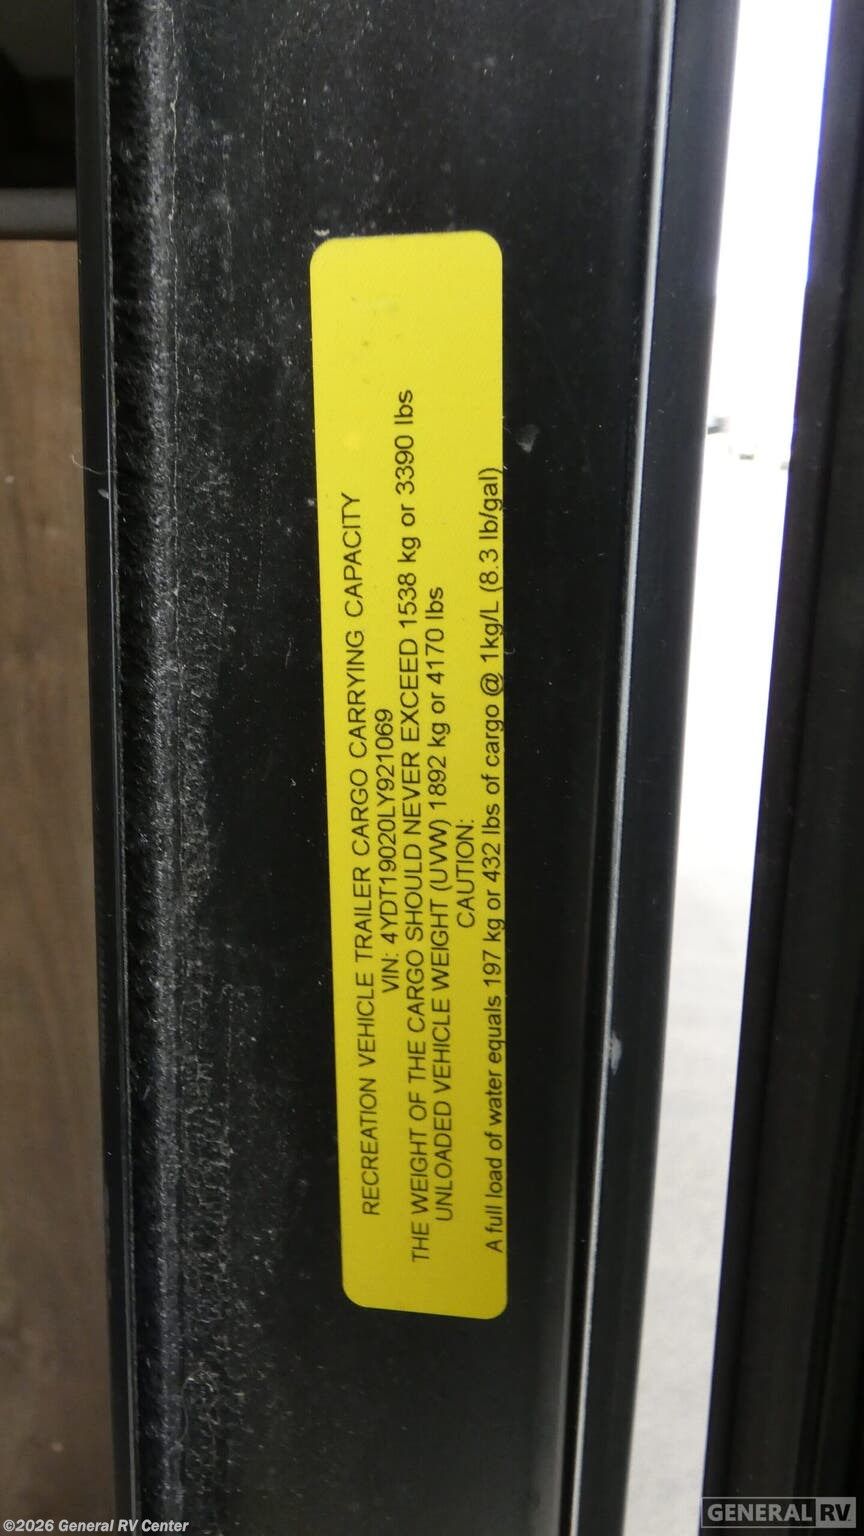 RECREATION VEHICLE TRAILER CARGO CARRYING CAPACITY
VIN: 4YDT19020LY921069
THE WEIGHT OF THE CARGO SHOULD NEVER EXCEED 1538 kg or 3390 lbs
UNLOADED VEHICLE WEIGHT (UVW) 1892 kg or 4170 lbs
CAUTION:
A full load of water equals 197 kg or 432 lbs of cargo @ 1kg/L (8.3 lb/gal)
©2026 General RV Center
GENERAL RV